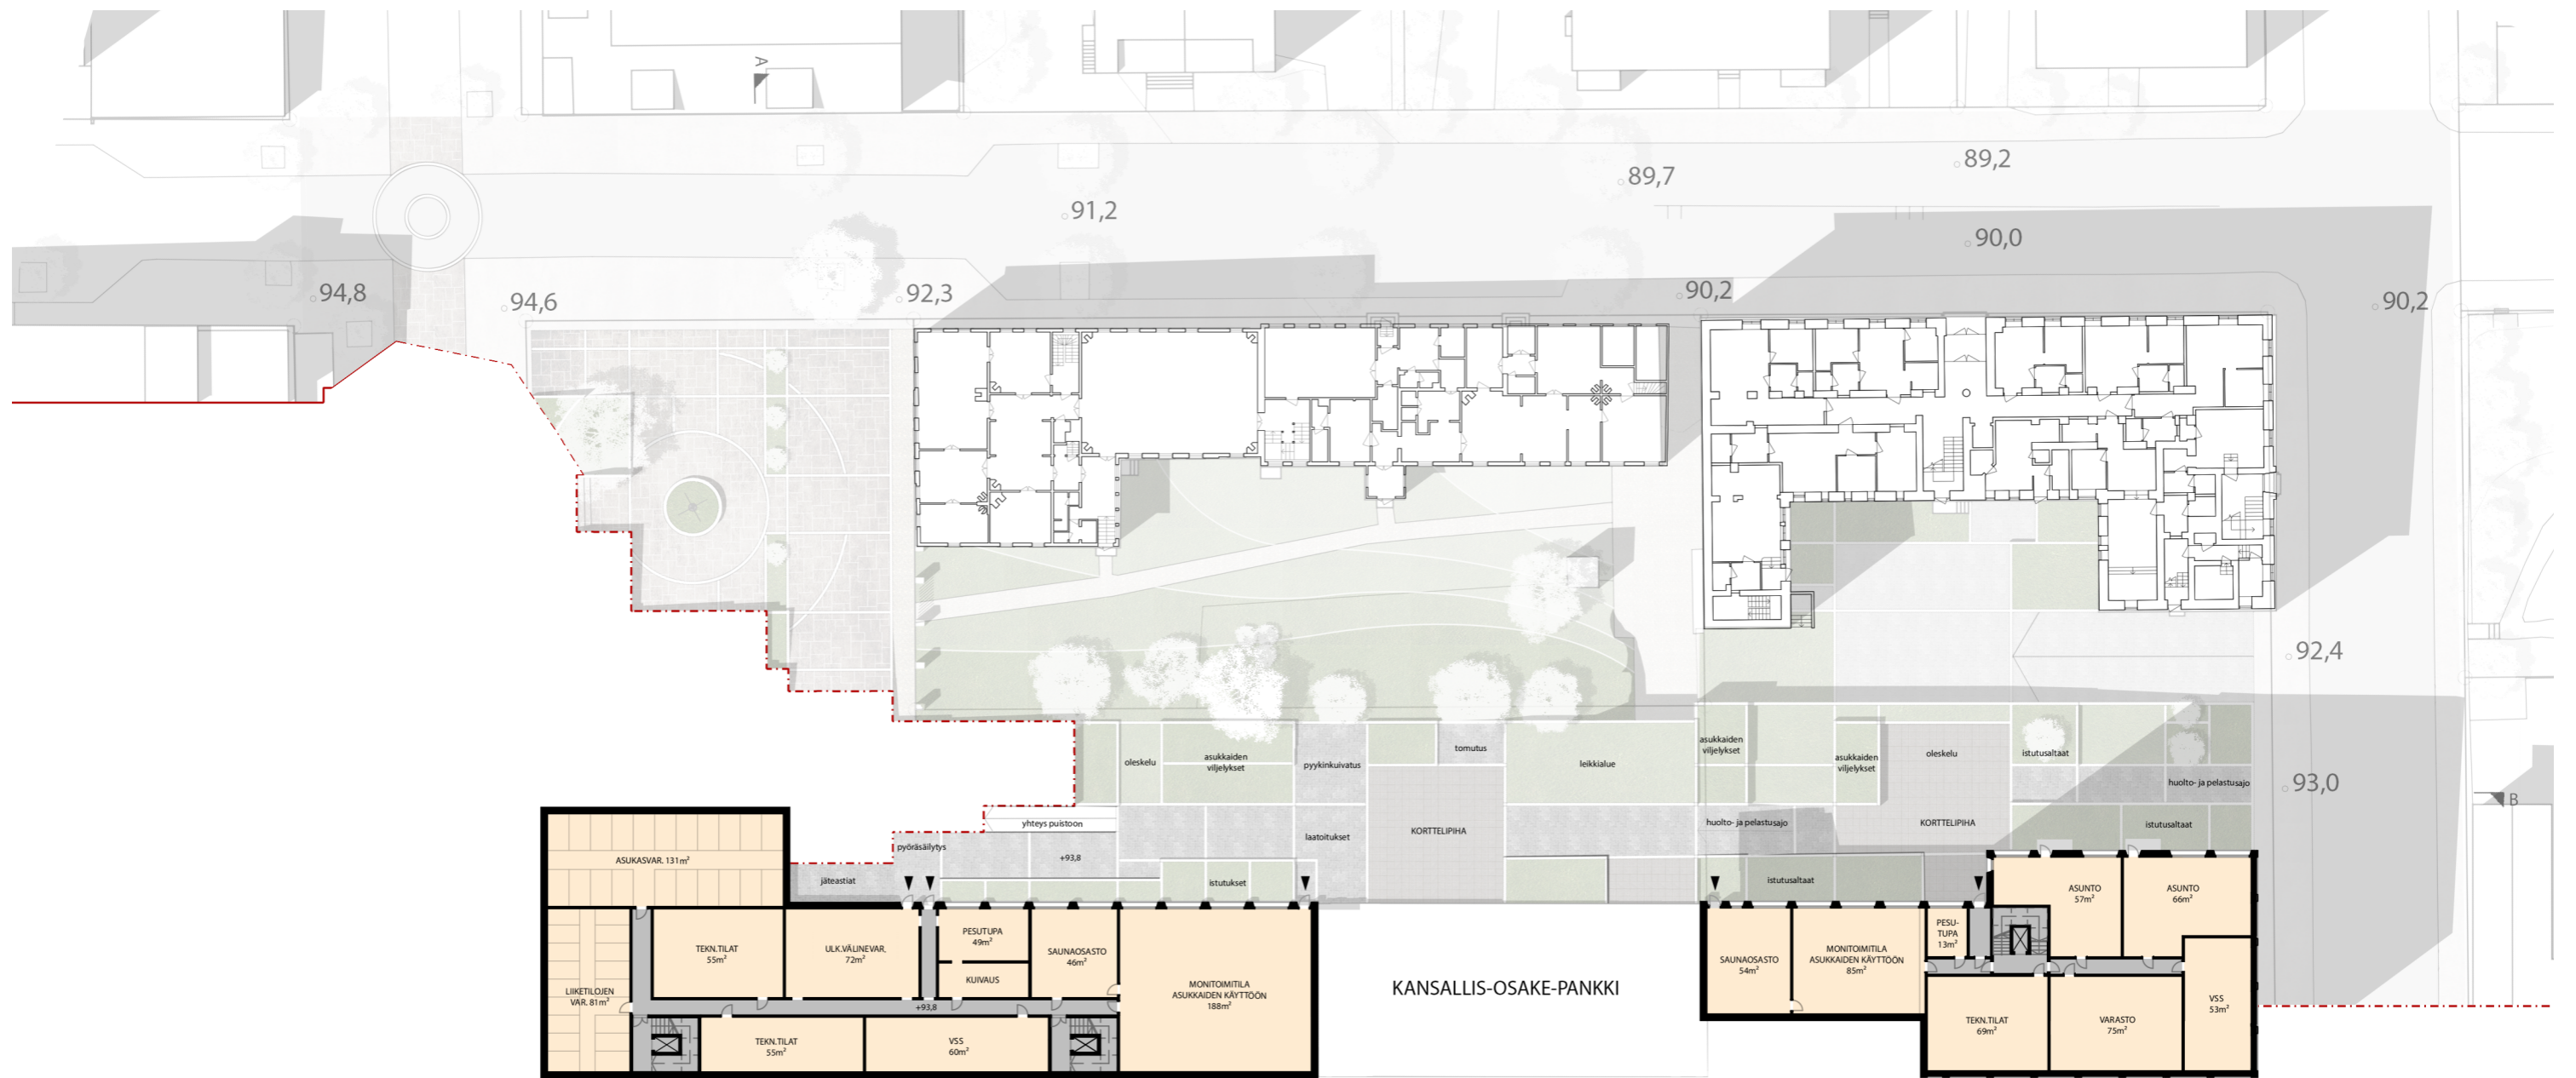 A
89,2
89,7
91,2
90,0
94,8
94,6
92,3
90,2
90,2
92,4
93,0
B
oleskelu
asukkaiden
viljelykset
pyykinkuivatus
tomutus
leikkialue
asukkaiden
viljelykset
asukkaiden
viljelykset
oleskelu
istutusaltaat
huolto- ja pelastusajo
yhteys puistoon
pyöräsäilytys
+93,8
laatoitukset
KORTTELIPIHA
huolto- ja pelastusajo
KORTTELIPIHA
istutusaltaat
jäteastiat
istutukset
istutusaltaat
ASUKASVAR. 131m²
LIIKETILOJEN
VAR. 81m²
TEKN.TILAT
55m²
ULK.VÄLINEVAR.
72m²
PESUTUPA
49m²
KUIVAUS
SAUNAOSASTO
46m²
MONITOIMITILA
ASUKKAIDEN KÄYTTÖÖN
188m²
+93,8
TEKN.TILAT
55m²
VSS
60m²
KANSALLIS-OSAKE-PANKKI
SAUNAOSASTO
54m²
MONITOIMITILA
ASUKKAIDEN KÄYTTÖÖN
85m²
PESU-
TUPA
13m²
ASUNTO
57m²
ASUNTO
66m²
TEKN.TILAT
69m²
VARASTO
75m²
VSS
53m²